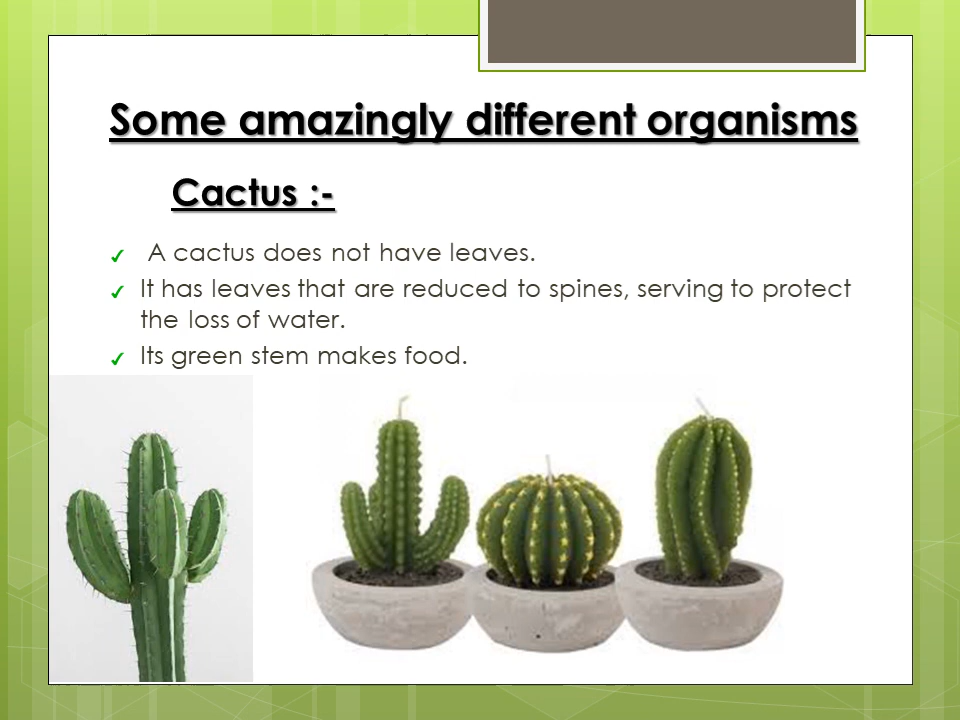 Some amazingly different organisms
Cactus :-
✔ A cactus does not have leaves.
✔ It has leaves that are reduced to spines, serving to protect
the loss of water.
✔ Its green stem makes food.